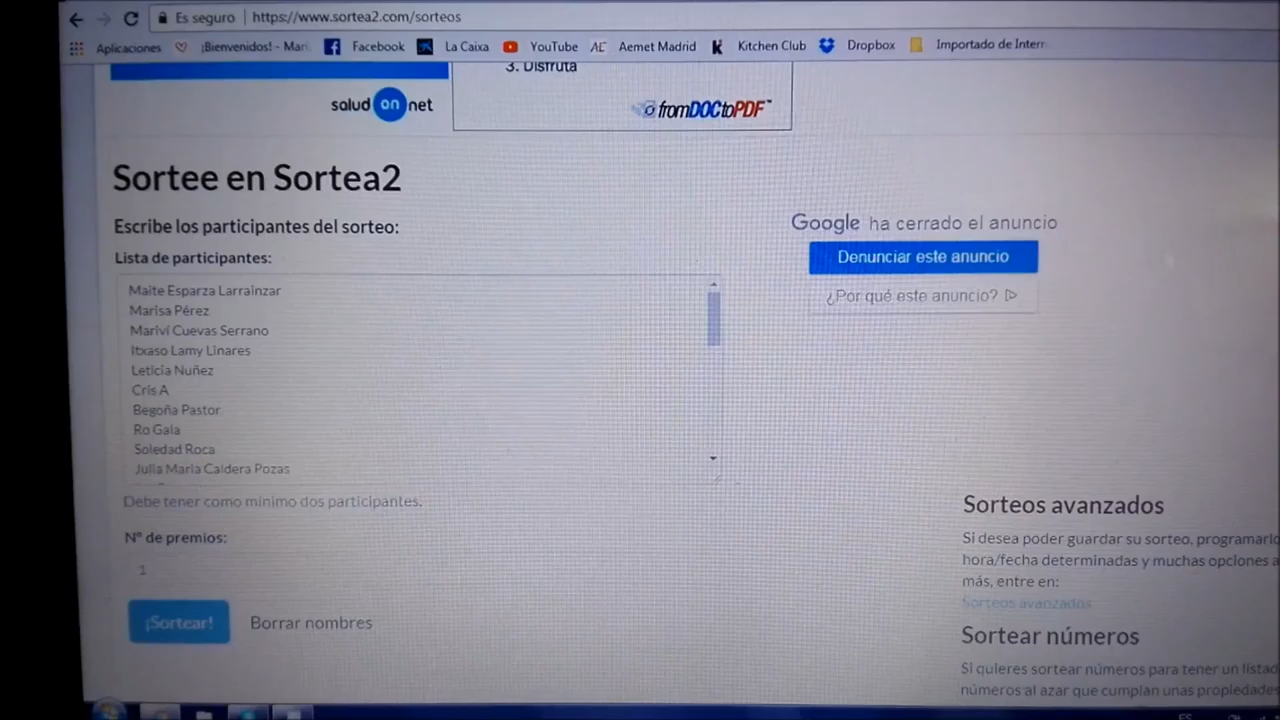 Es seguro | https://www.sortea2.com/sorteos
Aplicaciones ¡Bienvenidos! - Mari Facebook La Caixa YouTube AEMET Madrid Kitchen Club Dropbox Importado de Intern
3. Disfruta
salud on net
fromDOCtoPDF™
Sortee en Sortea2
Escribe los participantes del sorteo:
Google ha cerrado el anuncio
Lista de participantes:
Denunciar este anuncio
¿Por qué este anuncio?
Maite Esparza Larrainzar
Marisa Pérez
Mariví Cuevas Serrano
Itxaso Lamy Linares
Leticia Nuñez
Cris A
Begoña Pastor
Ro Gala
Soledad Roca
Julia Maria Caldera Pozas
Debe tener como mínimo dos participantes.
Nº de premios:
1
¡Sortear! Borrar nombres
Sorteos avanzados
Si desea poder guardar su sorteo, programarlo
hora/fecha determinadas y muchas opciones a
más, entre en:
Sorteos avanzados
Sortear números
Si quieres sortear números para tener un listado
números al azar que cumplan unas propiedades
ES